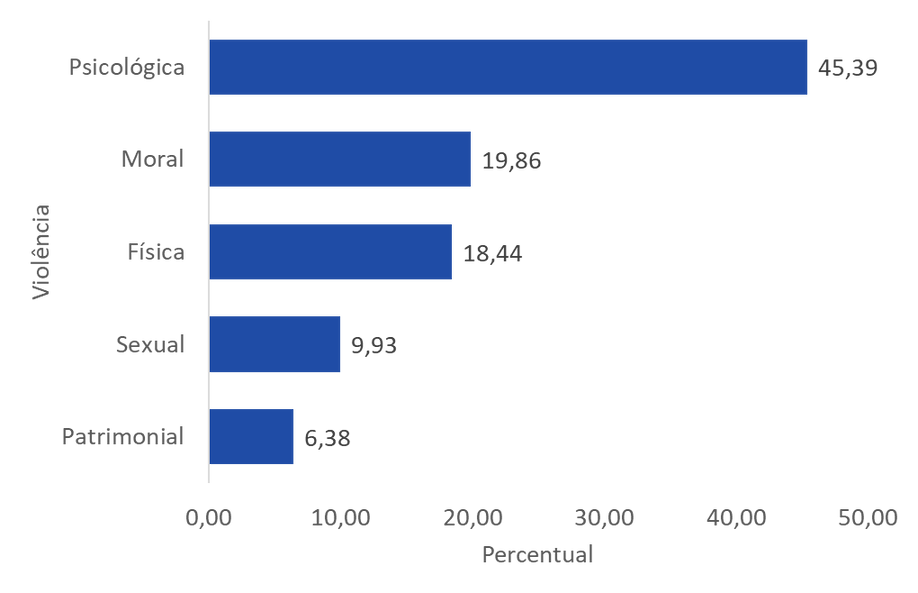 Psicológica 45,39
Moral 19,86
Física 18,44
Sexual 9,93
Patrimonial 6,38
Violência
0,00 10,00 20,00 30,00 40,00 50,00
Percentual